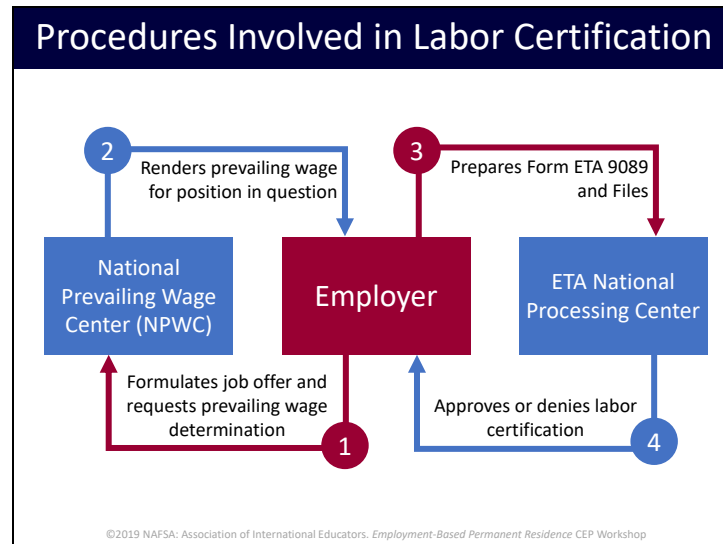 Procedures Involved in Labor Certification
2
Renders prevailing wage
for position in question
3
Prepares Form ETA 9089
and Files
National
Prevailing Wage
Center (NPWC)
Employer
ETA National
Processing Center
Formulates job offer and
requests prevailing wage
determination
1
Approves or denies labor
certification
4
©2019 NAFSA: Association of International Educators. Employment-Based Permanent Residence CEP Workshop